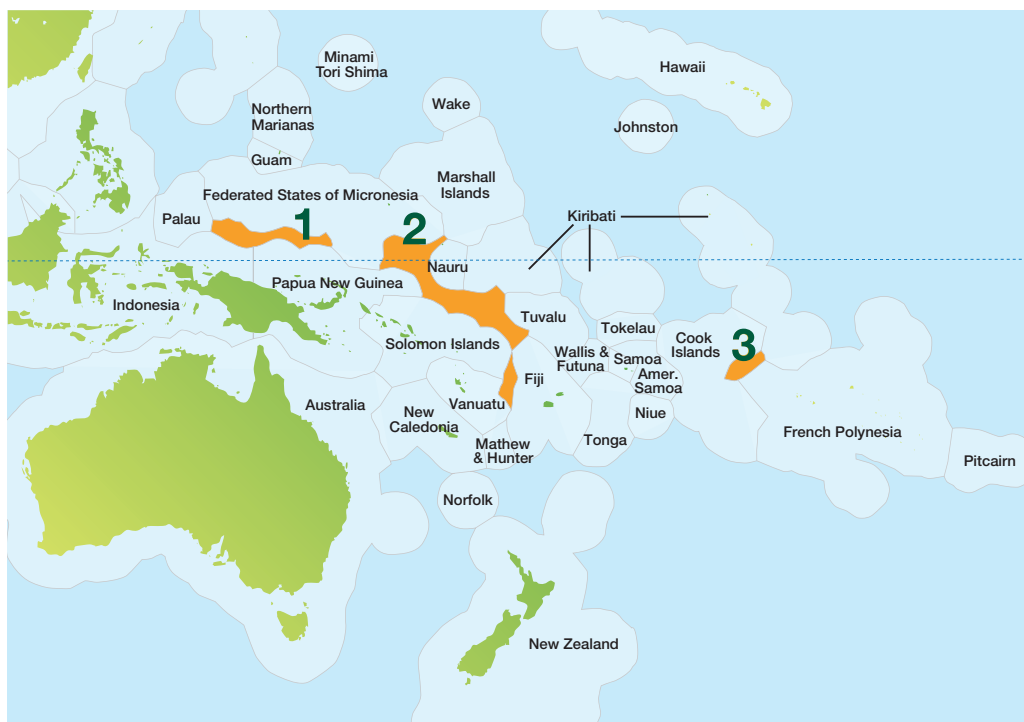 Minami
Tori Shima
Hawaii
Wake
Northern
Marianas
Johnston
Guam
Marshall
Islands
Federated States of Micronesia
Palau
1
2
Kiribati
Nauru
Papua New Guinea
Indonesia
Tuvalu
Tokelau
Cook
Islands
3
Solomon Islands
Wallis &
Futuna
Samoa
Amer.
Samoa
Fiji
Australia
Vanuatu
New
Caledonia
Niue
French Polynesia
Tonga
Mathew
& Hunter
Pitcairn
Norfolk
New Zealand